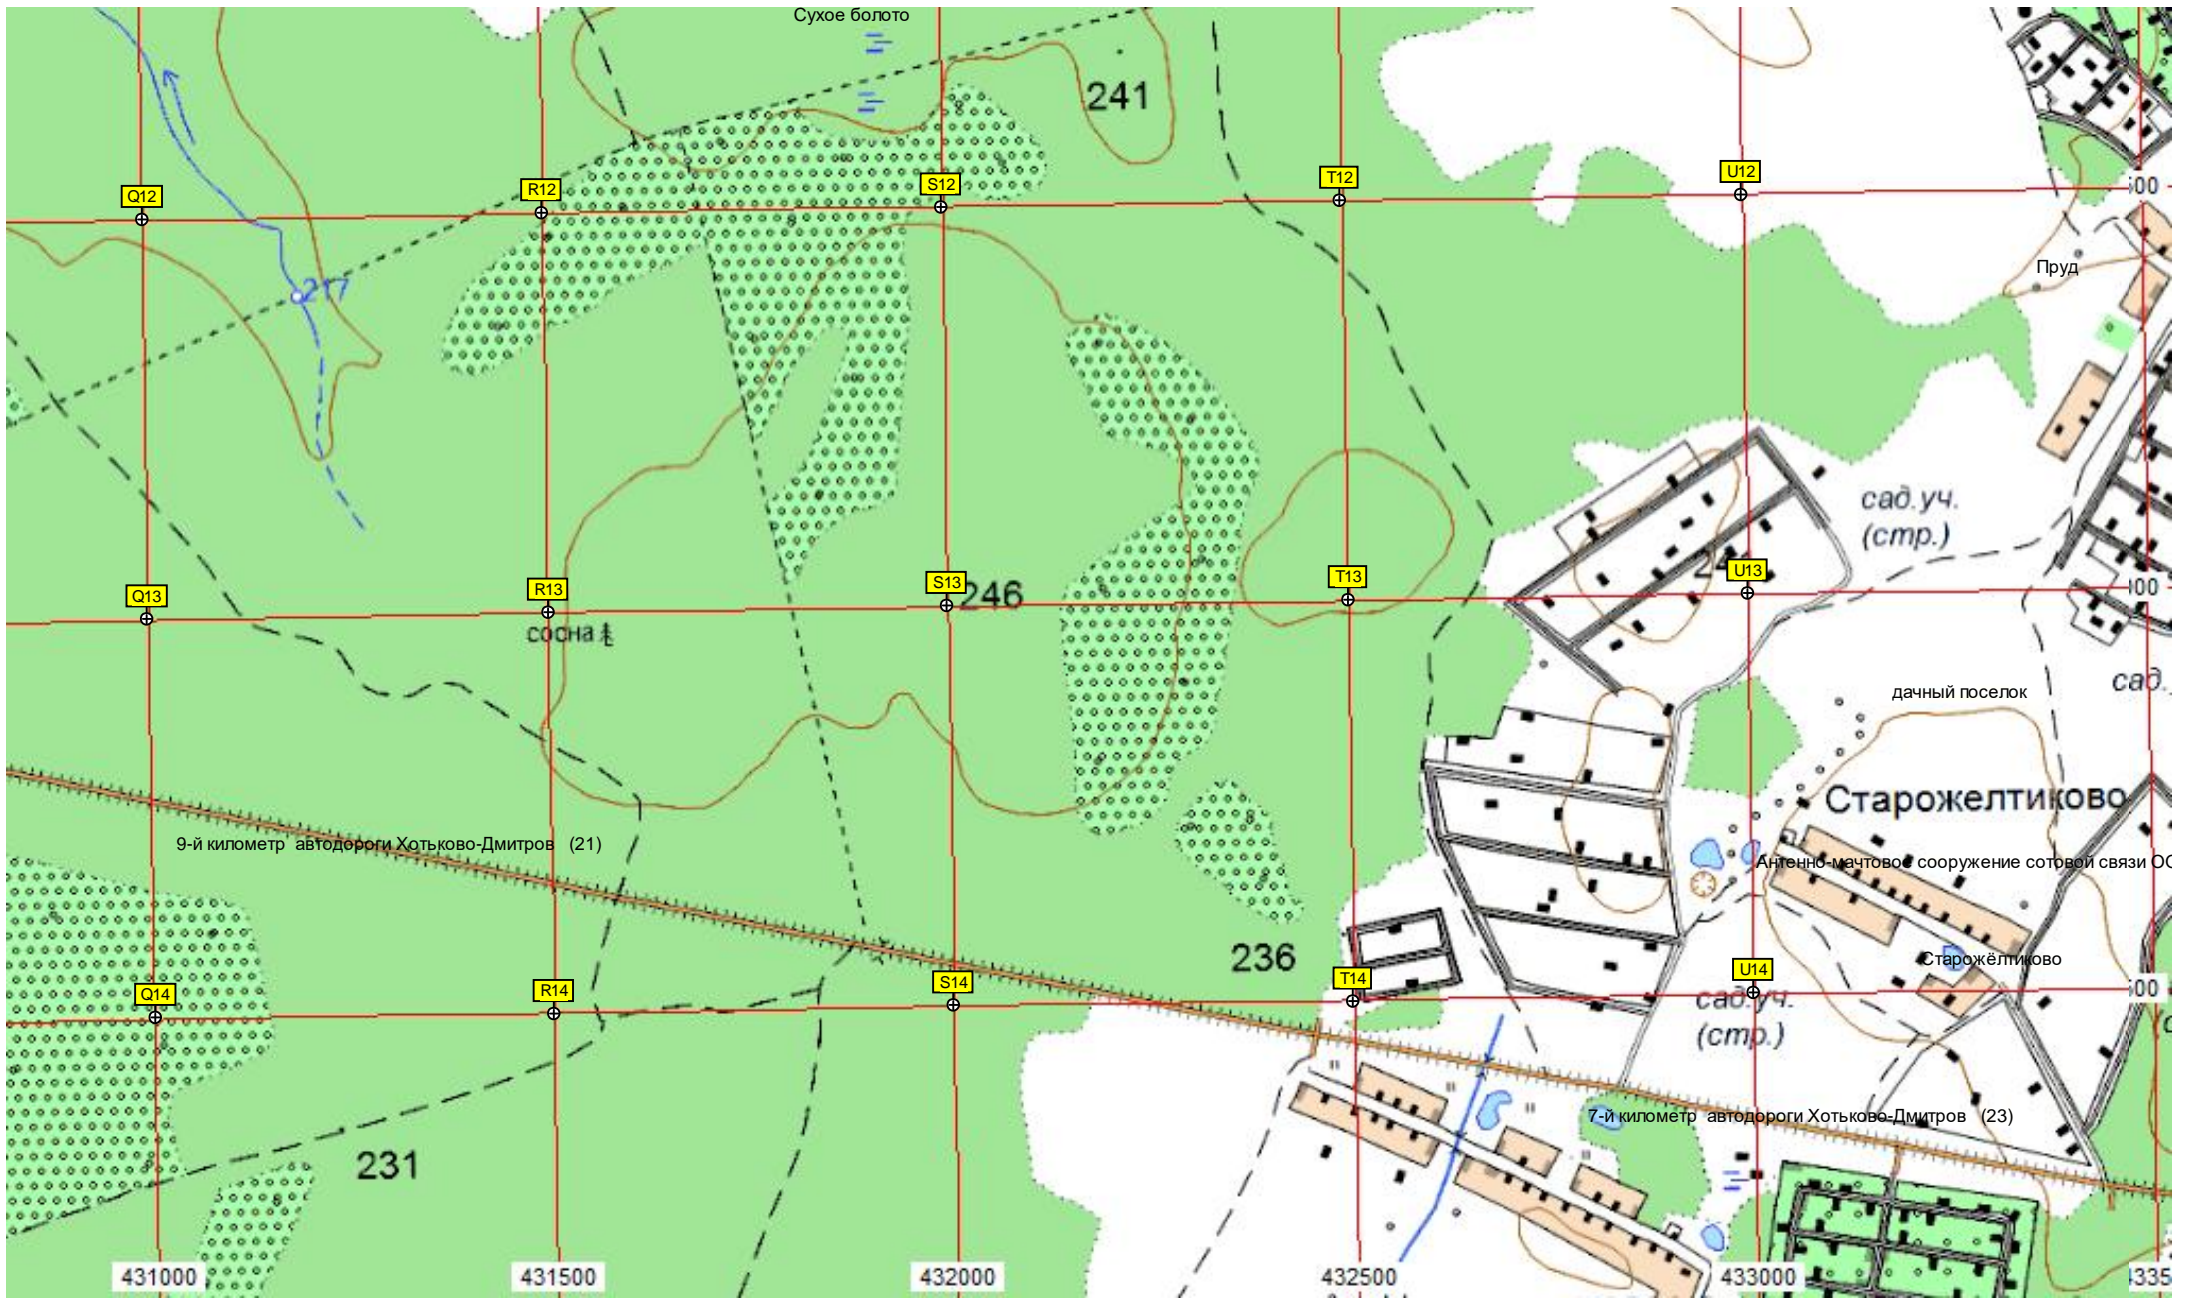 Сухое болото
241
Q12
R12
S12
T12
U12
217
Пруд
сад.уч.
(стр.)
Q13
R13
S13
T13
U13
246
сосна
сад.
дачный поселок
Старожелтиково
9-й километр автодороги Хотьково-Дмитров (21)
Антенно-мачтовое сооружение сотовой связи
236
Старожёлтиково
Q14
R14
S14
T14
U14
сад.уч.
(стр.)
7-й километр автодороги Хотьково-Дмитров (23)
231
431000
431500
432000
432500
433000